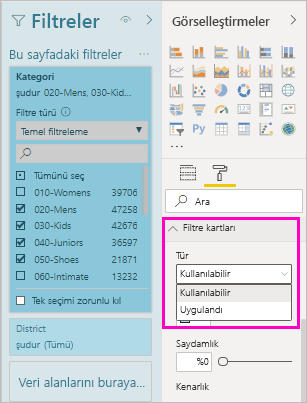 Filtreler
Bu sayfadaki filtreler ...
Kategori
şudur 020-Mens, 030-Kid...
Filtre türü
Temel filtreleme
Tümünü seç
010-Womens 39706
020-Mens 47258
030-Kids 42676
040-Juniors 36597
050-Shoes 21871
060-Intimate 13232
Tek seçimi zorunlu kıl
District
şudur (Tümü)
Veri alanlarını buraya...
Görselleştirmeler
R
Py
...
Ara
Filtre kartları
Tür
Kullanılabilir
Kullanılabilir
Uygulandı
Saydamlık
%0
Kenarlık